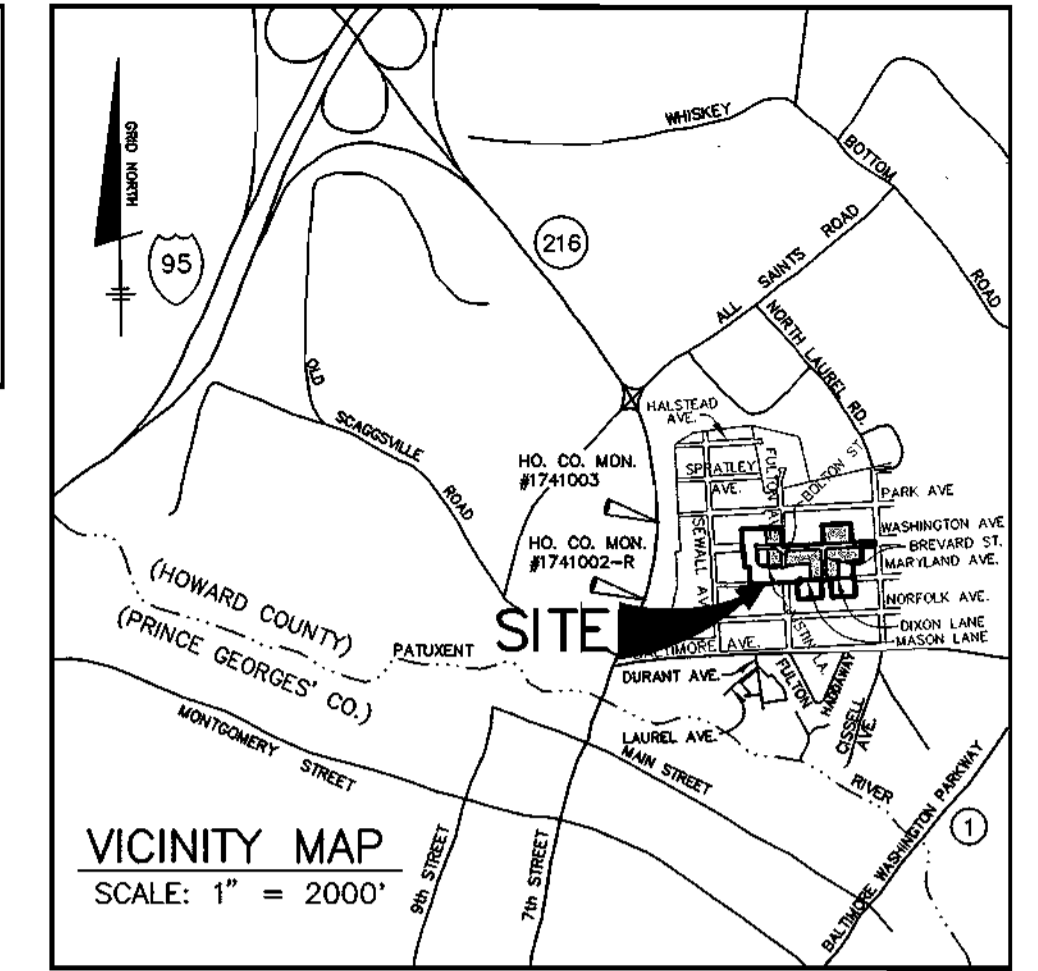 GRID NORTH
95
216
WHISKEY
BOTTOM
ROAD
ALL SAINTS ROAD
NORTH LAUREL RD.
OLD
SCAGGSVILLE
ROAD
HALSTEAD
AVE.
SPRATLEY
AVE.
FULTON A
BOLTON ST.
HO. CO. MON.
#1741003
HO. CO. MON.
#1741002-R
SEWALL AV
PARK AVE
WASHINGTON AVE
BREVARD ST.
MARYLAND AVE.
NORFOLK AVE.
DIXON LANE
MASON LANE
SITE
AVE.
(HOWARD COUNTY)
(PRINCE GEORGES' CO.)
PATUXENT
DURANT AVE.
FULTON
HADDAWAY
CISSELL
AVE.
LAUREL AVE.
MAIN STREET
RIVER
MONTGOMERY STREET
9th STREET
7th STREET
BALTIMORE WASHINGTON PARKWAY
1
VICINITY MAP
SCALE: 1" = 2000'